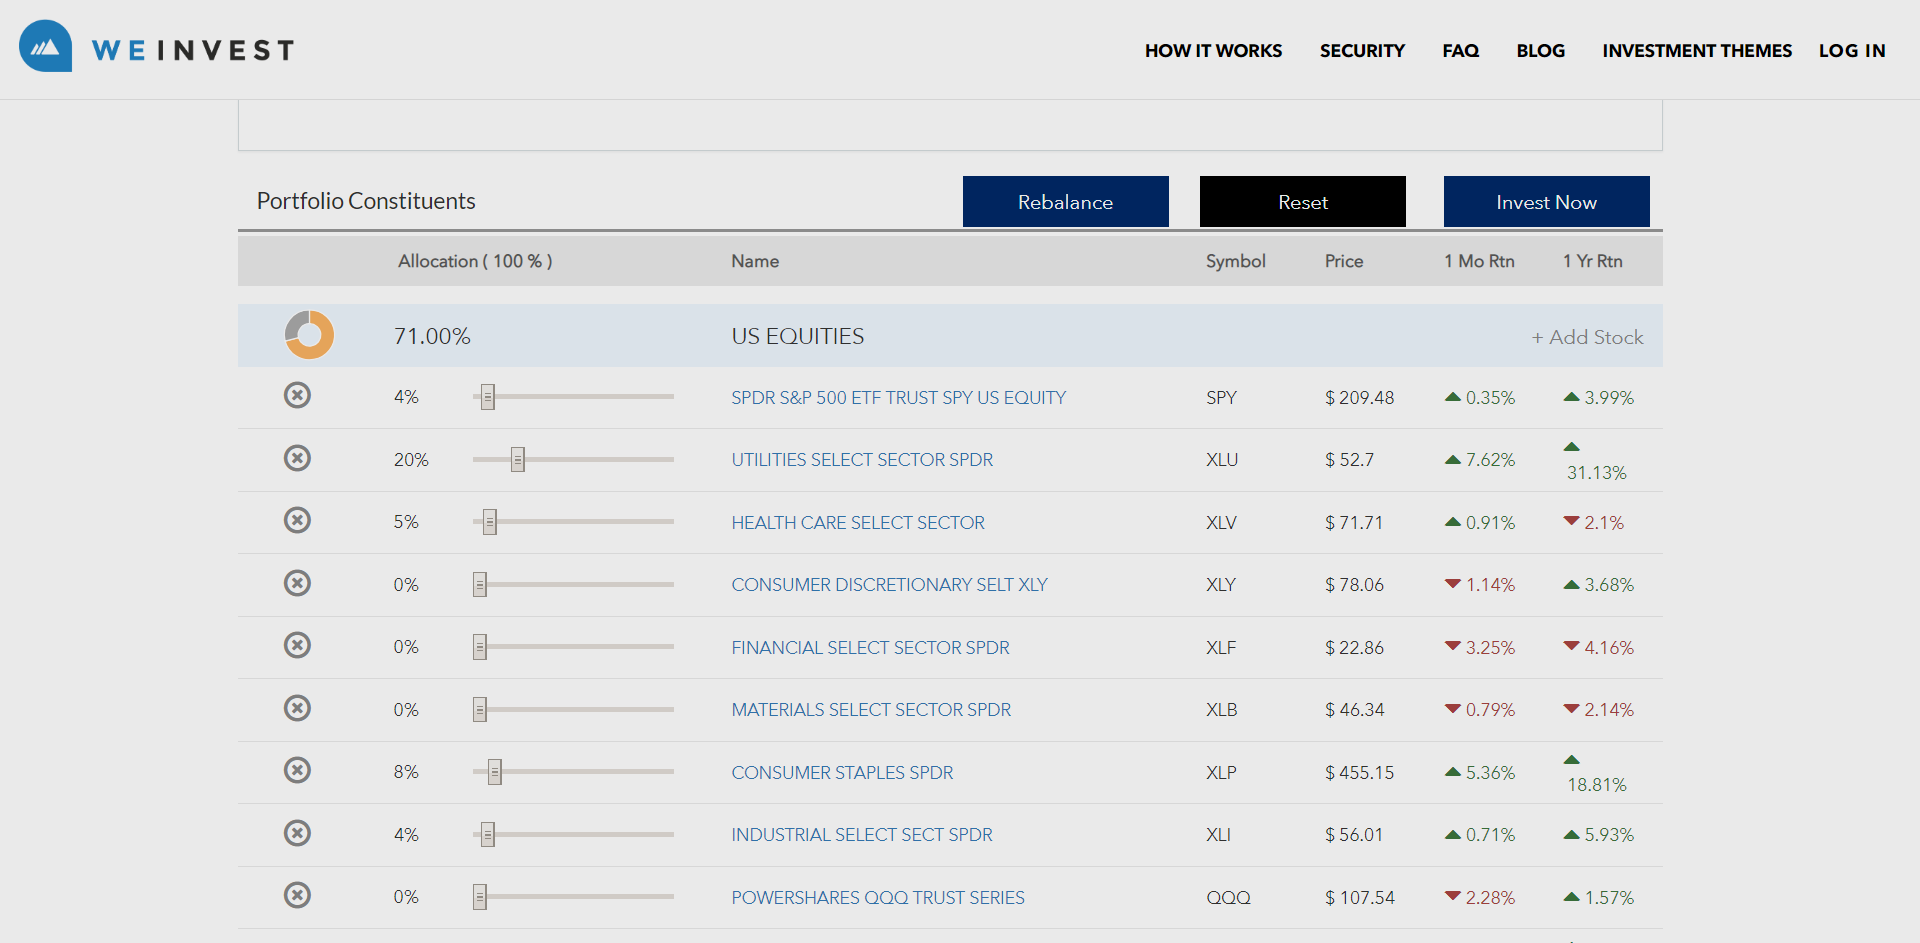 WEINVEST
HOW IT WORKS SECURITY FAQ BLOG INVESTMENT THEMES LOG IN
Portfolio Constituents Rebalance Reset Invest Now
Allocation ( 100 % ) Name Symbol Price 1 Mo Rtn 1 Yr Rtn
71.00% US EQUITIES + Add Stock
4% SPDR S&P 500 ETF TRUST SPY US EQUITY SPY $ 209.48 0.35% 3.99%
20% UTILITIES SELECT SECTOR SPDR XLU $ 52.7 7.62% 31.13%
5% HEALTH CARE SELECT SECTOR XLV $ 71.71 0.91% 2.1%
0% CONSUMER DISCRETIONARY SELT XLY XLY $ 78.06 1.14% 3.68%
0% FINANCIAL SELECT SECTOR SPDR XLF $ 22.86 3.25% 4.16%
0% MATERIALS SELECT SECTOR SPDR XLB $ 46.34 0.79% 2.14%
8% CONSUMER STAPLES SPDR XLP $ 455.15 5.36% 18.81%
4% INDUSTRIAL SELECT SECT SPDR XLI $ 56.01 0.71% 5.93%
0% POWERSHARES QQQ TRUST SERIES QQQ $ 107.54 2.28% 1.57%